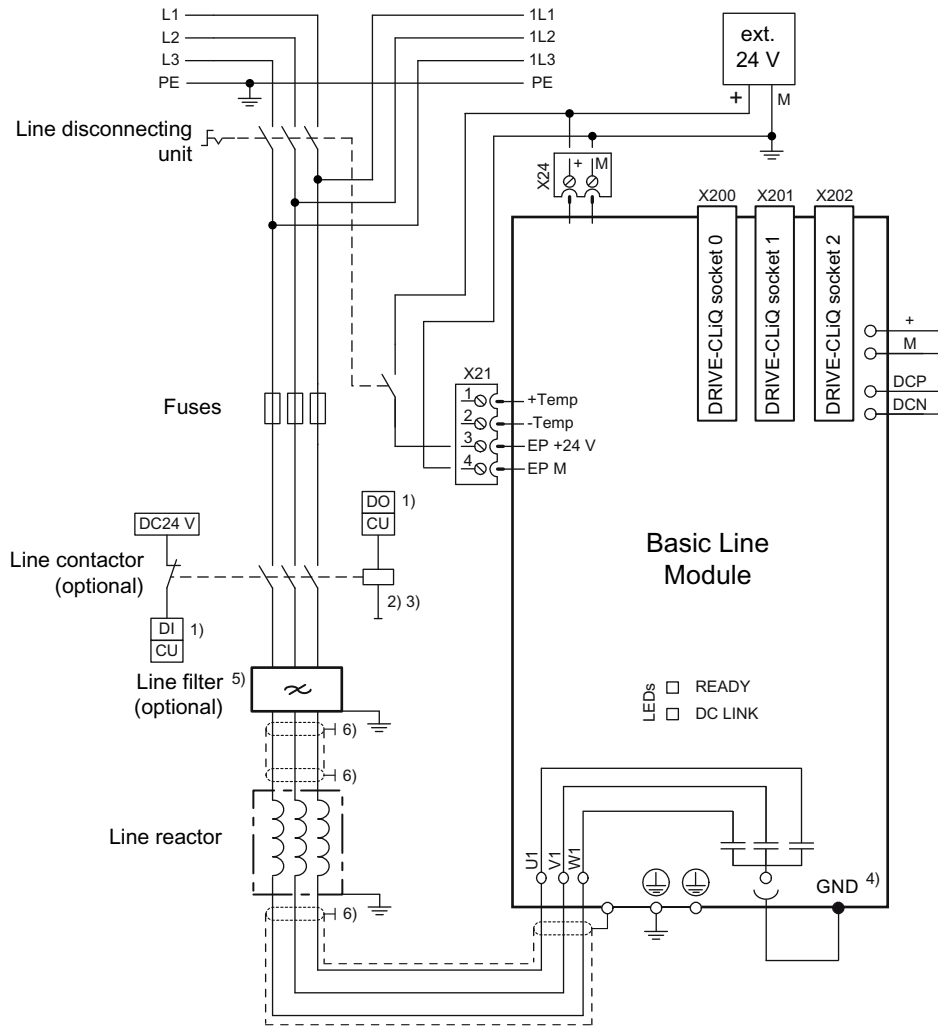 L1
1L1
L2
1L2
L3
1L3
PE
PE
ext.
24 V
+
M
Line disconnecting
unit
X24
+
M
X200
X201
X202
DRIVE-CLiQ socket 0
DRIVE-CLiQ socket 1
DRIVE-CLiQ socket 2
+
M
DCP
DCN
X21
1
+Temp
2
-Temp
3
EP +24 V
4
EP M
Fuses
DO
1)
CU
DC24 V
Line contactor
(optional)
2) 3)
DI
1)
CU
Basic Line
Module
Line filter 5)
(optional)
LEDs
READY
DC LINK
6)
6)
Line reactor
U1
V1
W1
GND 4)
6)